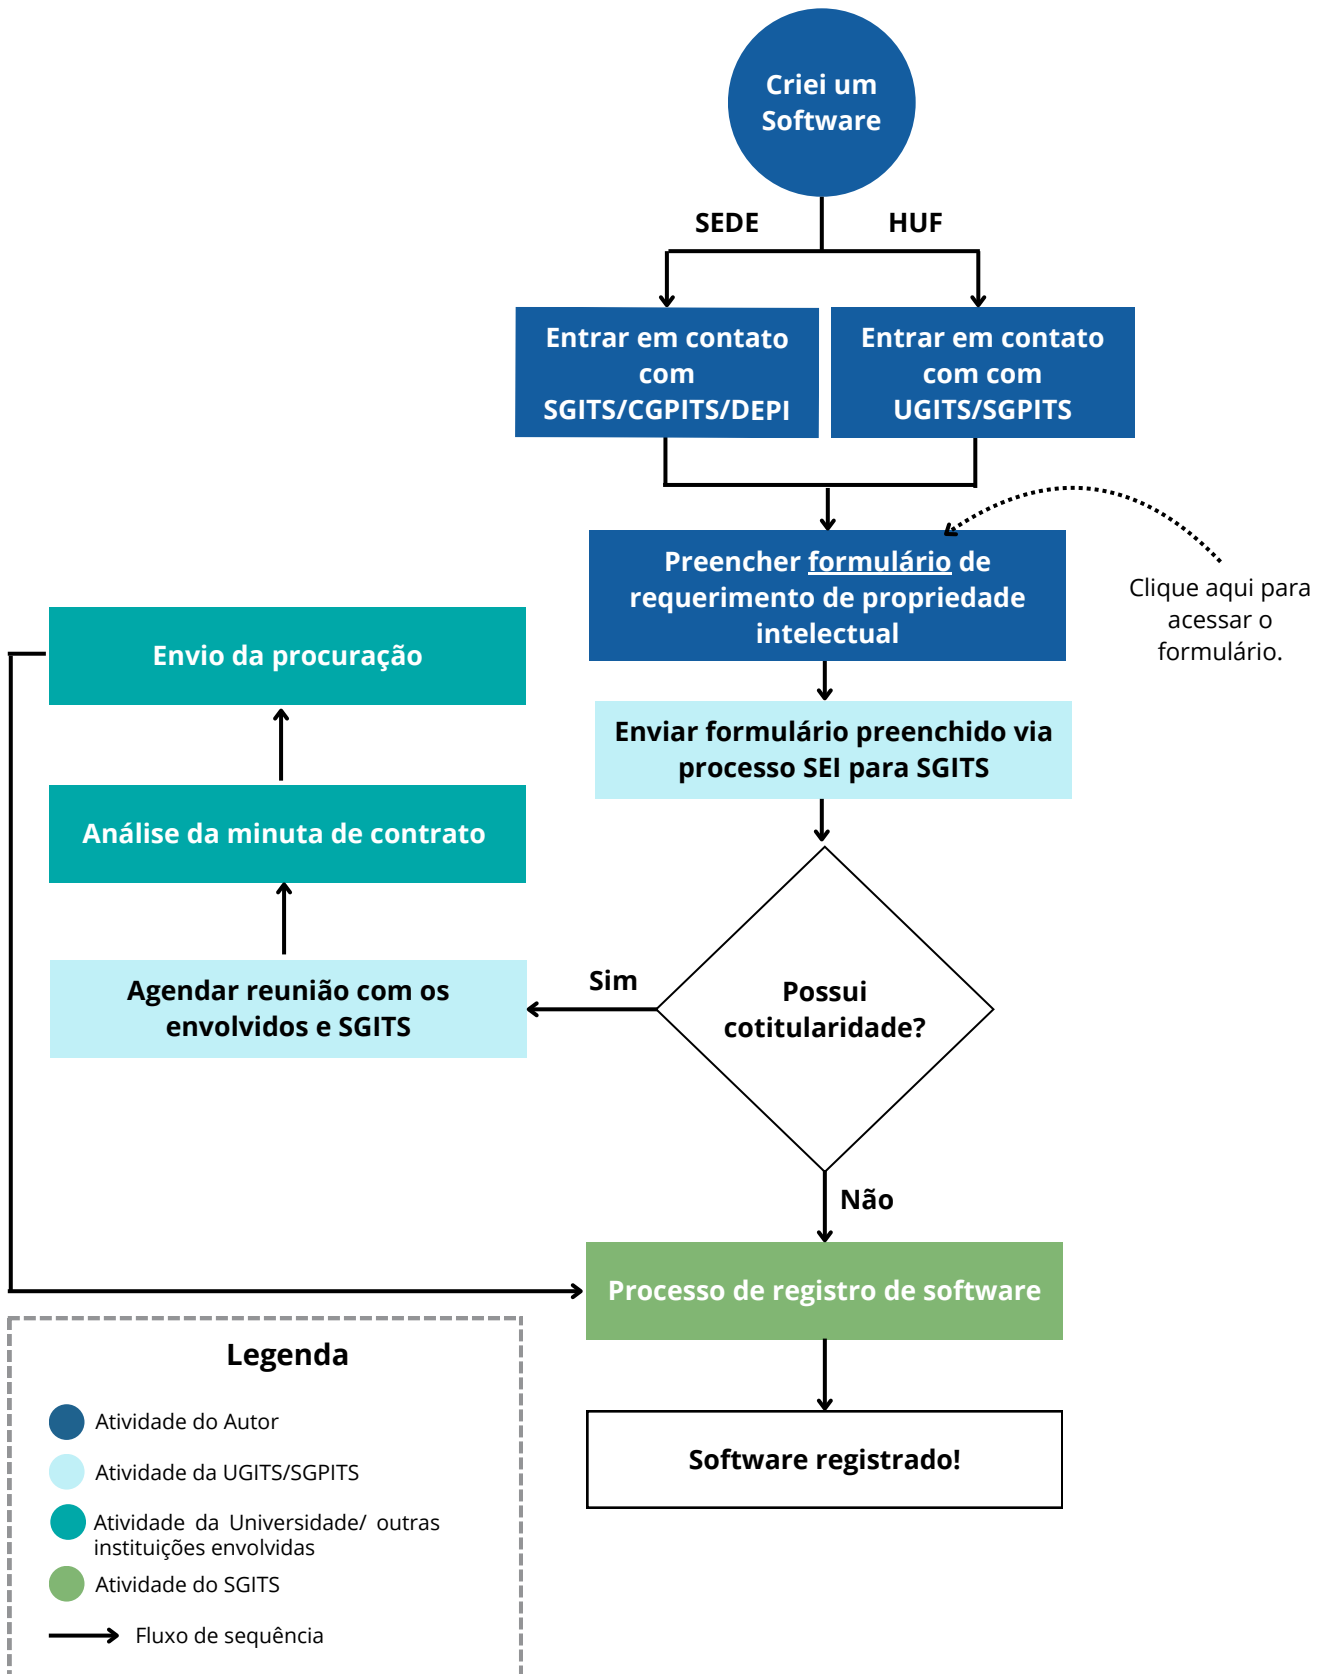 Criei um
Software
SEDE
HUF
Entrar em contato
com
SGITS/CGPITS/DEPI
Entrar em contato
com com
UGITS/SGPITS
Preencher formulário de
requerimento de propriedade
intelectual
Clique aqui para
acessar o
formulário.
Envio da procuração
Enviar formulário preenchido via
processo SEI para SGITS
Análise da minuta de contrato
Agendar reunião com os
envolvidos e SGITS
Sim
Possui
cotitularidade?
Não
Processo de registro de software
Software registrado!
Legenda
Atividade do Autor
Atividade da UGITS/SGPITS
Atividade da Universidade/ outras
instituições envolvidas
Atividade do SGITS
Fluxo de sequência